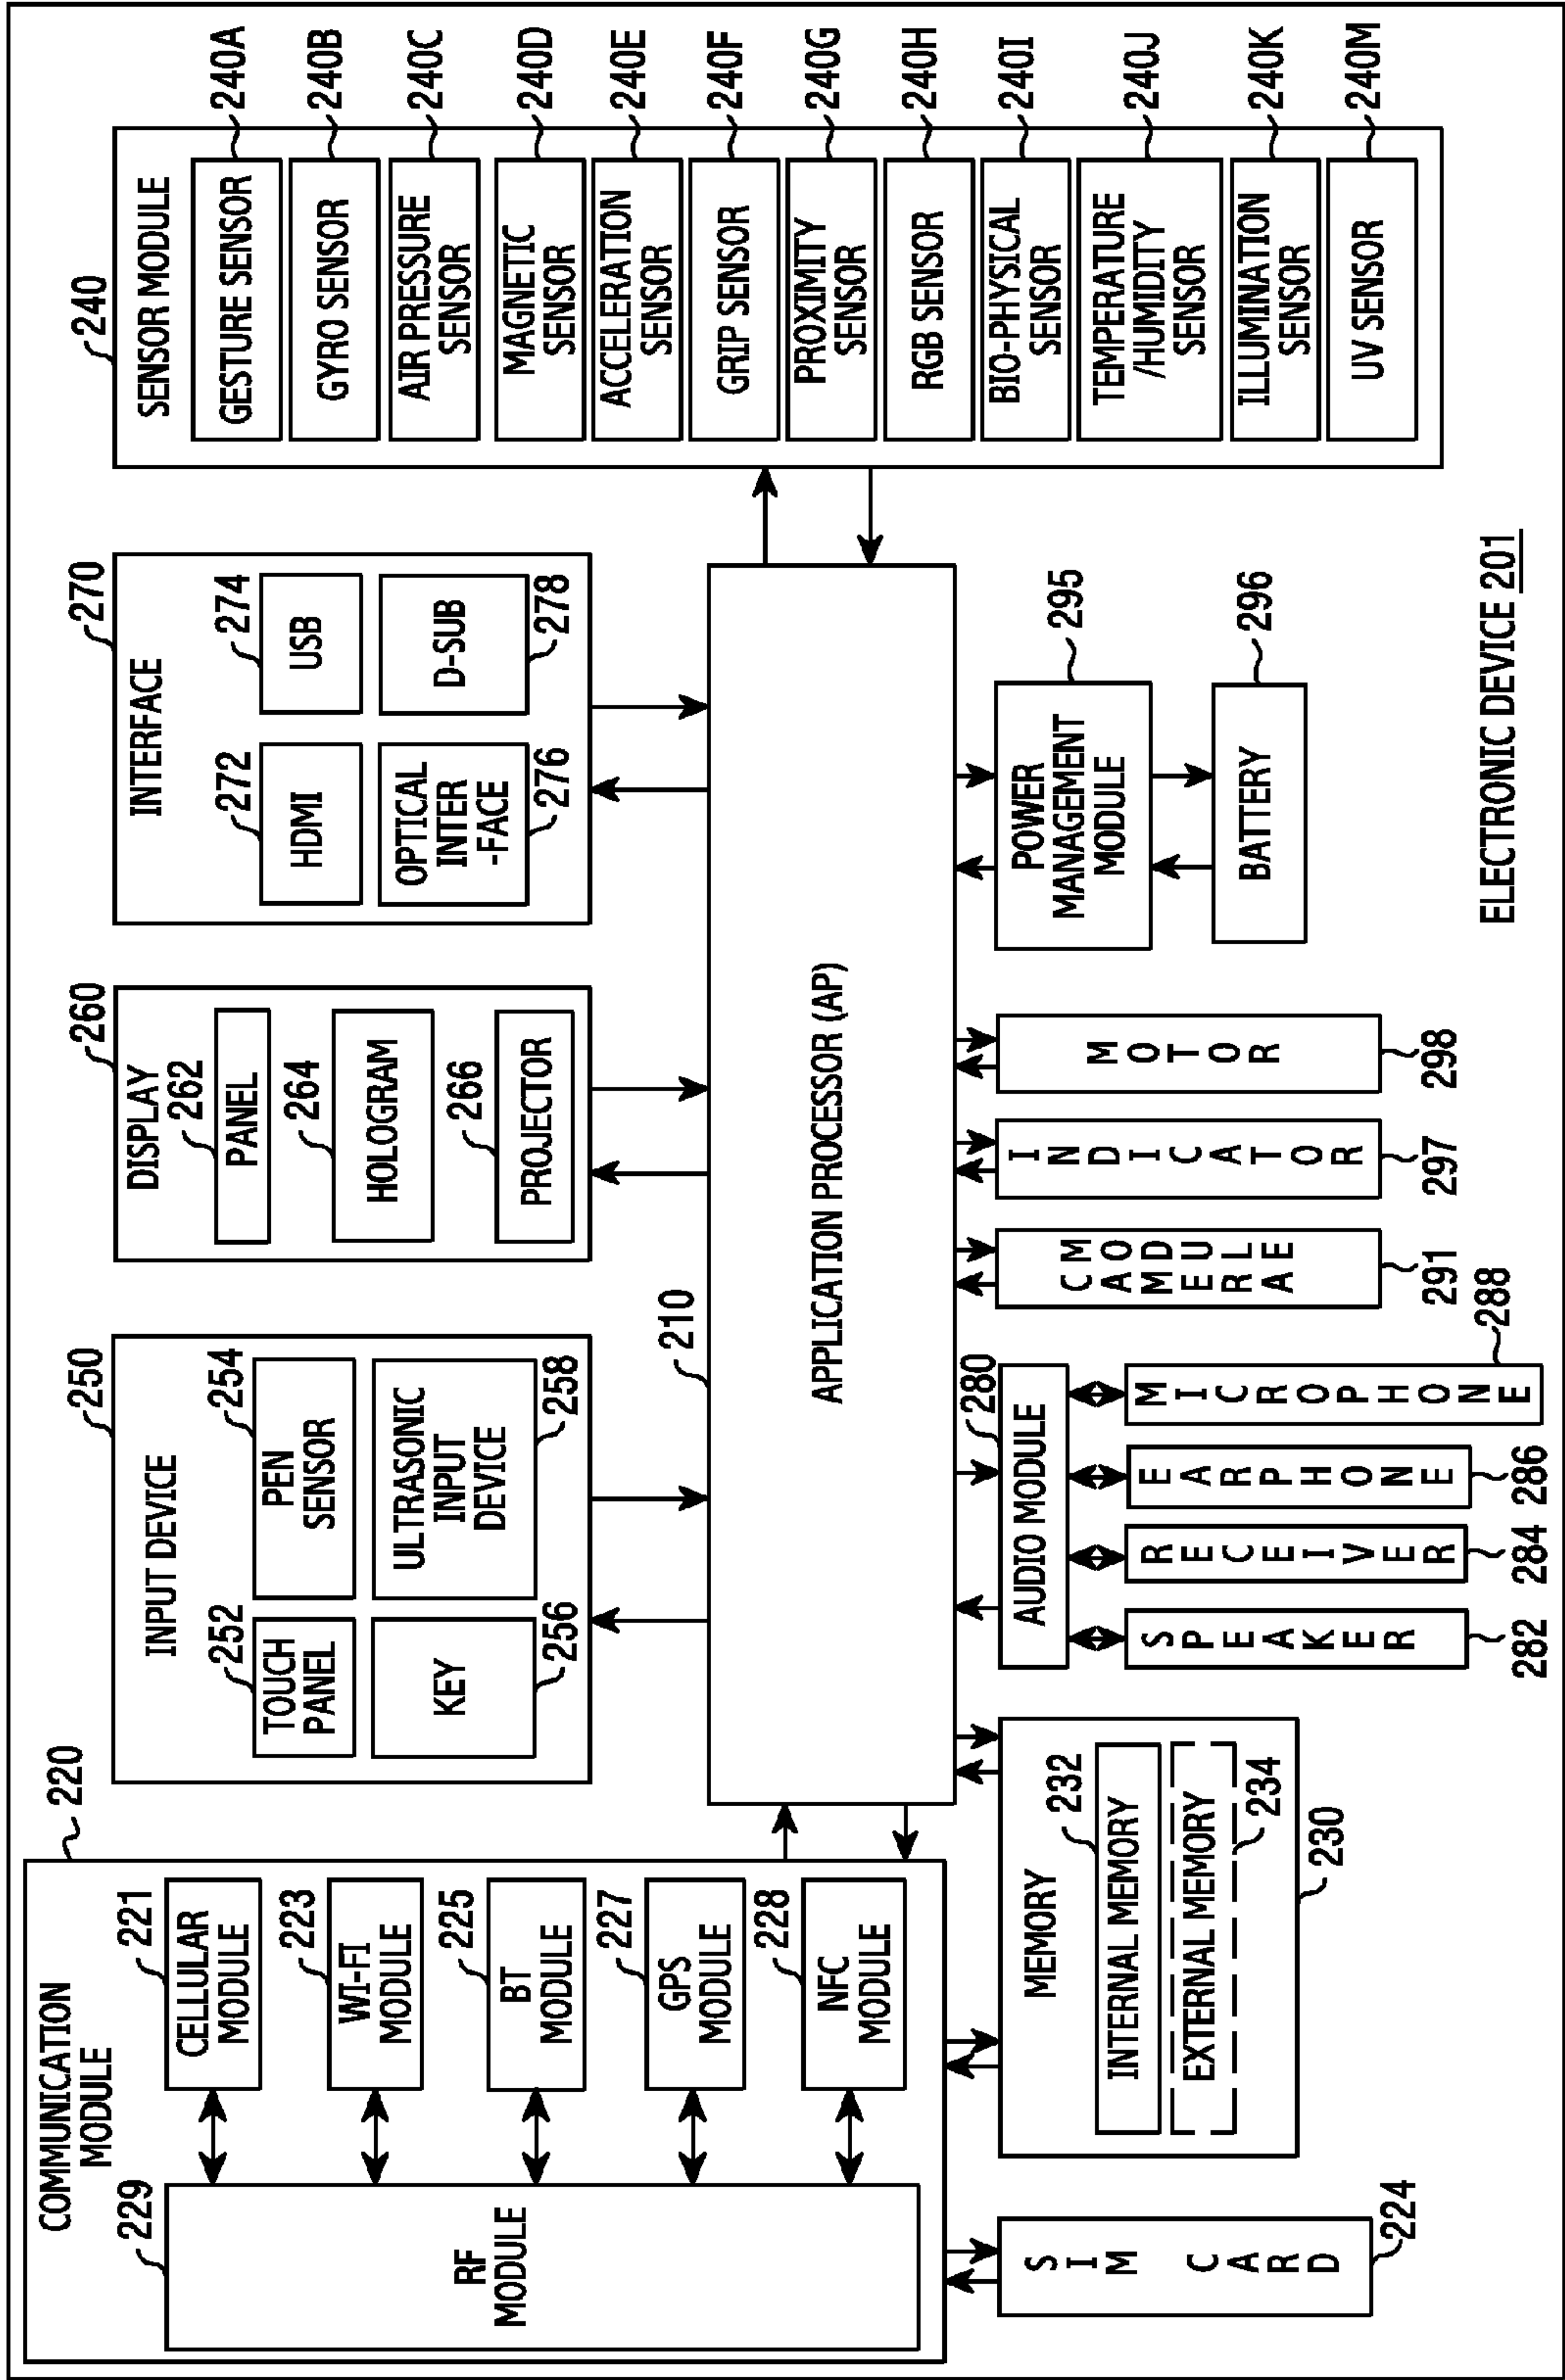 COMMUNICATION
MODULE
220
229
RF
MODULE
221
CELLULAR
MODULE
223
WI-FI
MODULE
225
BT
MODULE
227
GPS
MODULE
228
NFC
MODULE
250
INPUT DEVICE
252
TOUCH
PANEL
254
PEN
SENSOR
KEY
256
ULTRASONIC
INPUT
DEVICE
258
260
DISPLAY
262
PANEL
264
HOLOGRAM
266
PROJECTOR
270
INTERFACE
272
HDMI
274
USB
OPTICAL
INTER
-FACE
276
D-SUB
278
240
SENSOR MODULE
GESTURE SENSOR
240A
GYRO SENSOR
240B
AIR PRESSURE
SENSOR
240C
MAGNETIC
SENSOR
240D
ACCELERATION
SENSOR
240E
GRIP SENSOR
240F
PROXIMITY
SENSOR
240G
RGB SENSOR
240H
BIO-PHYSICAL
SENSOR
240I
TEMPERATURE
/HUMIDITY
SENSOR
240J
ILLUMINATION
SENSOR
240K
UV SENSOR
240M
210
APPLICATION PROCESSOR (AP)
SIM CARD
224
MEMORY
232
INTERNAL MEMORY
EXTERNAL MEMORY
234
230
280
AUDIO MODULE
SPEAKER
282
RECEIVER
284
EARPHONE
286
MICROPHONE
288
CAMERA
MODULE
291
INDICATOR
297
MOTOR
298
POWER
MANAGEMENT
MODULE
295
BATTERY
296
ELECTRONIC DEVICE 201